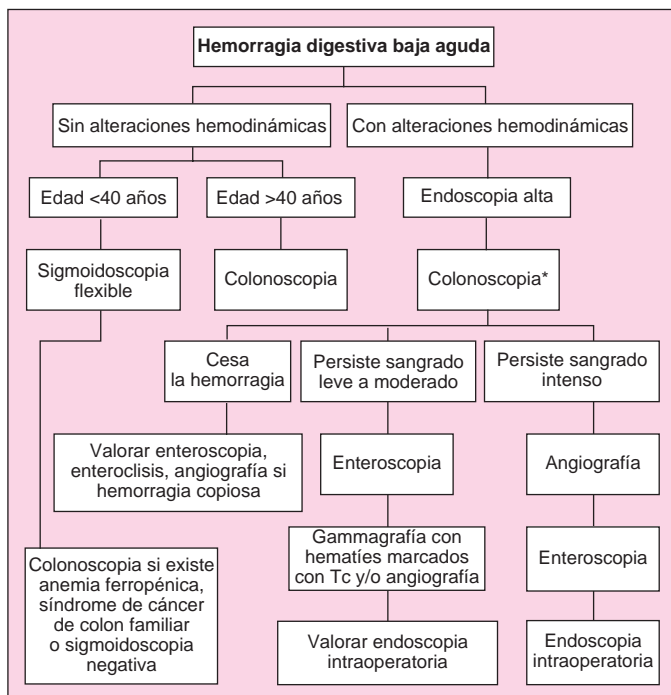 Hemorragia digestiva baja aguda
Sin alteraciones hemodinámicas
Con alteraciones hemodinámicas
Edad <40 años
Edad >40 años
Endoscopia alta
Sigmoidoscopia
flexible
Colonoscopia
Colonoscopia*
Cesa
la hemorragia
Persiste sangrado
leve a moderado
Persiste sangrado
intenso
Valorar enteroscopia,
enteroclisis, angiografía si
hemorragia copiosa
Enteroscopia
Angiografía
Colonoscopia si existe
anemia ferropénica,
síndrome de cáncer
de colon familiar
o sigmoidoscopia
negativa
Gammagrafía con
hematíes marcados
con Tc y/o angiografía
Enteroscopia
Valorar endoscopia
intraoperatoria
Endoscopia
intraoperatoria